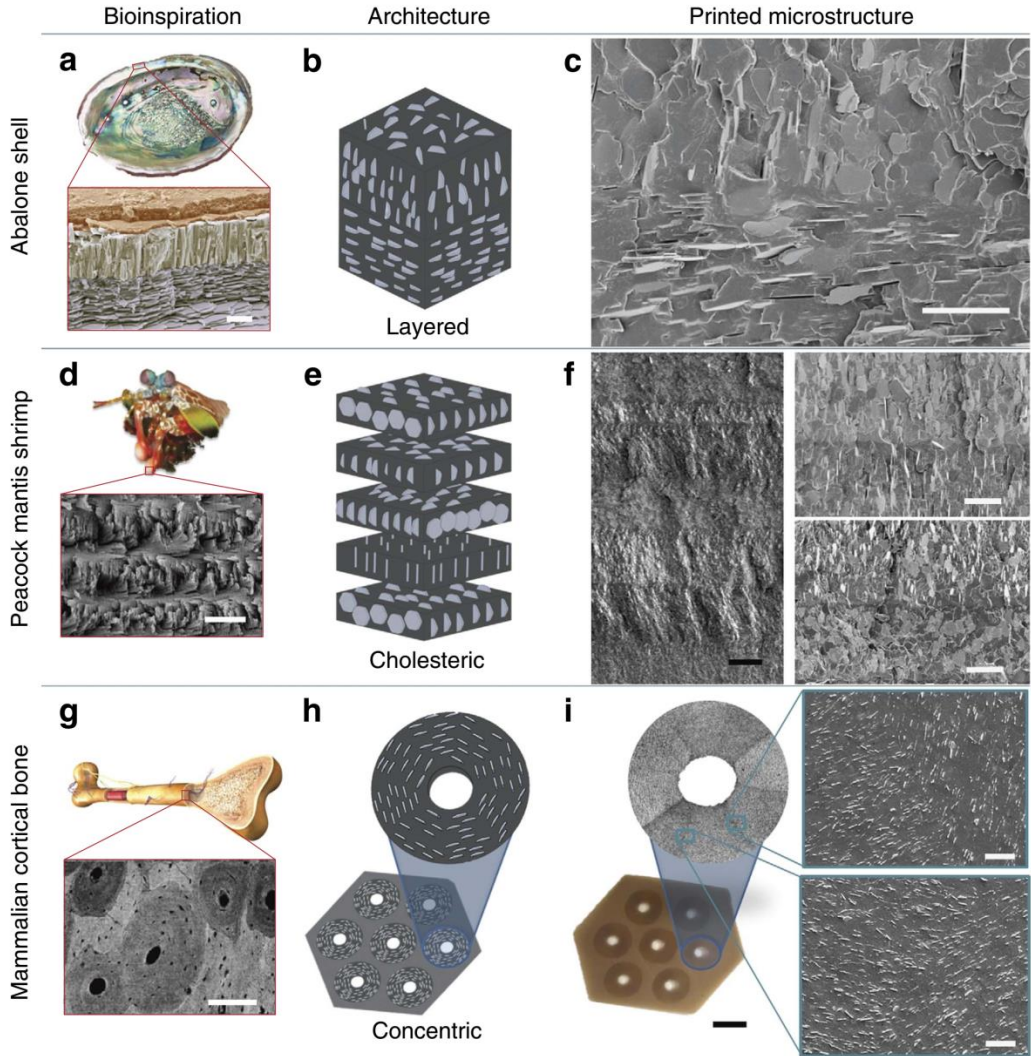 Bioinspiration
Architecture
Printed microstructure
Abalone shell
a
b
c
Layered
Peacock mantis shrimp
d
e
f
Cholesteric
Mammalian cortical bone
g
h
i
Concentric